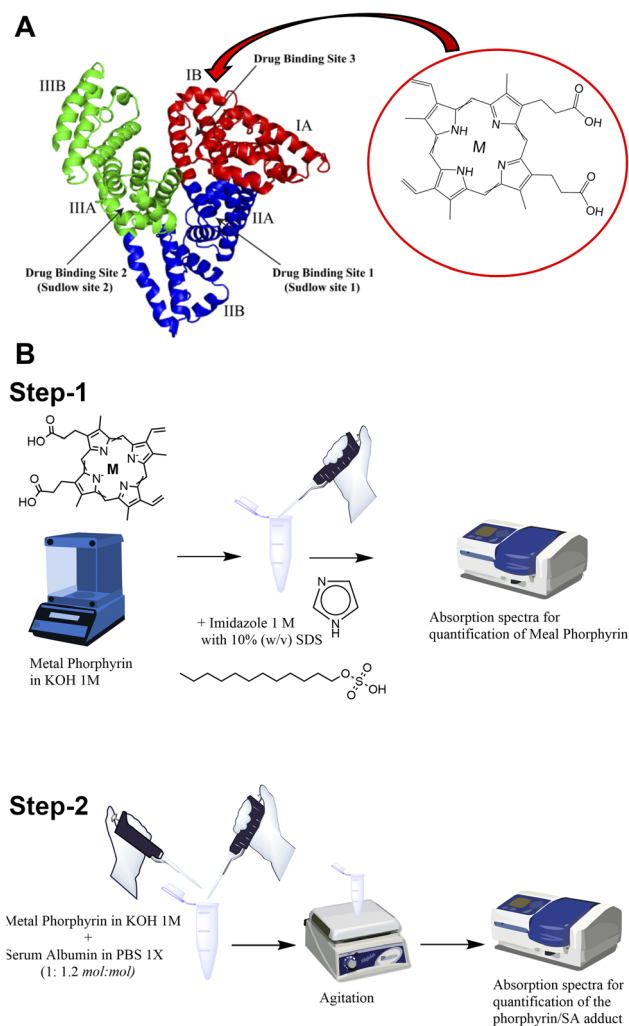 A
IB
Drug Binding Site 3
IIIB
IA
IIIA
IIA
Drug Binding Site 2
(Sudlow site 2)
Drug Binding Site 1
(Sudlow site 1)
IIB
O
OH
NH
N
M
N
NH
O
OH
B
Step-1
O
HO
N
N-
M
O
HO
N-
N
N
N
H
+ Imidazole 1 M
with 10% (w/v) SDS
Metal Phorphyrin
in KOH 1M
Absorption spectra for
quantification of Meal Phorphyrin
O
O
S
OH
O
Step-2
Metal Phorphyrin in KOH 1M
+
Serum Albumin in PBS 1X
(1: 1.2 mol:mol)
Agitation
Absorption spectra for
quantification of the
phorphyrin/SA adduct